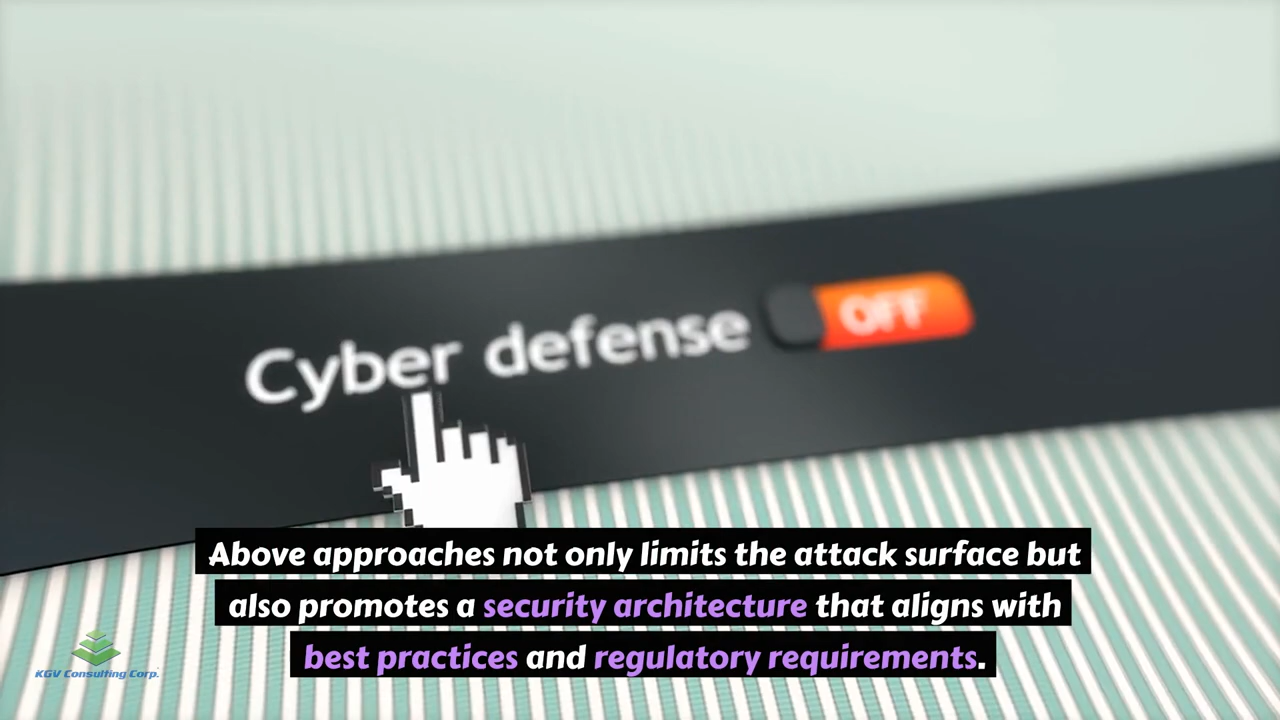 Cyber defense OFF
Above approaches not only limits the attack surface but
also promotes a security architecture that aligns with
best practices and regulatory requirements.
KGV Consulting Corp.